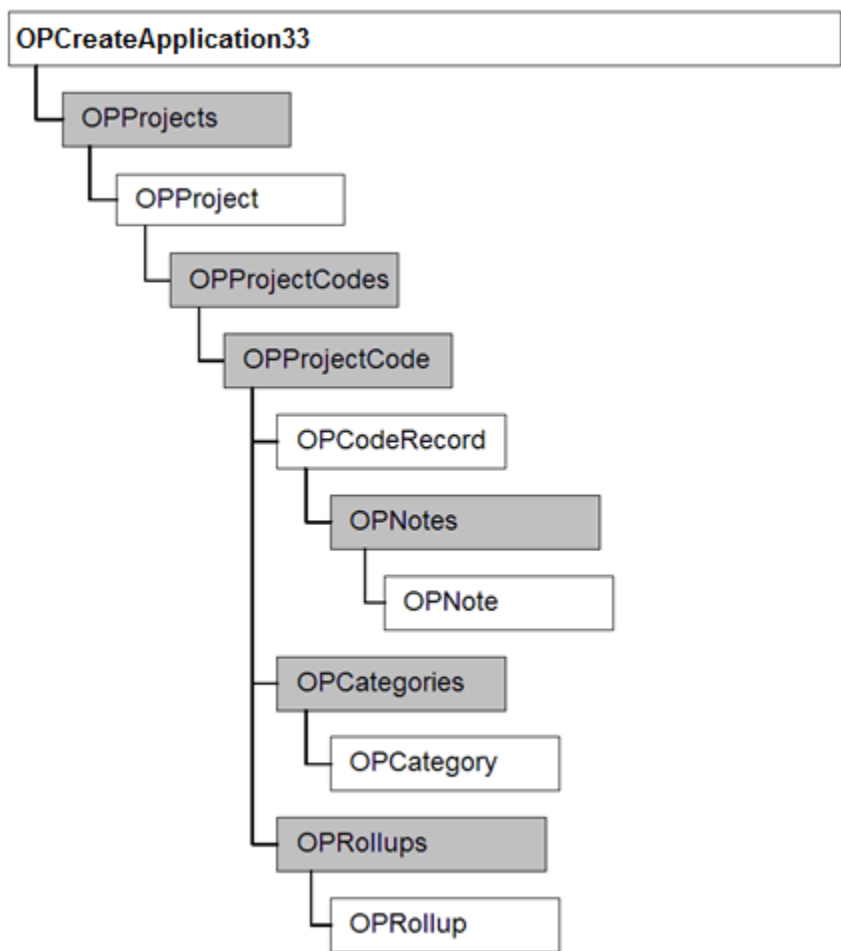 OPCreateApplication33
OPProjects
OPProject
OPProjectCodes
OPProjectCode
OPCodeRecord
OPNotes
OPNote
OPCategories
OPCategory
OPRollups
OPRollup